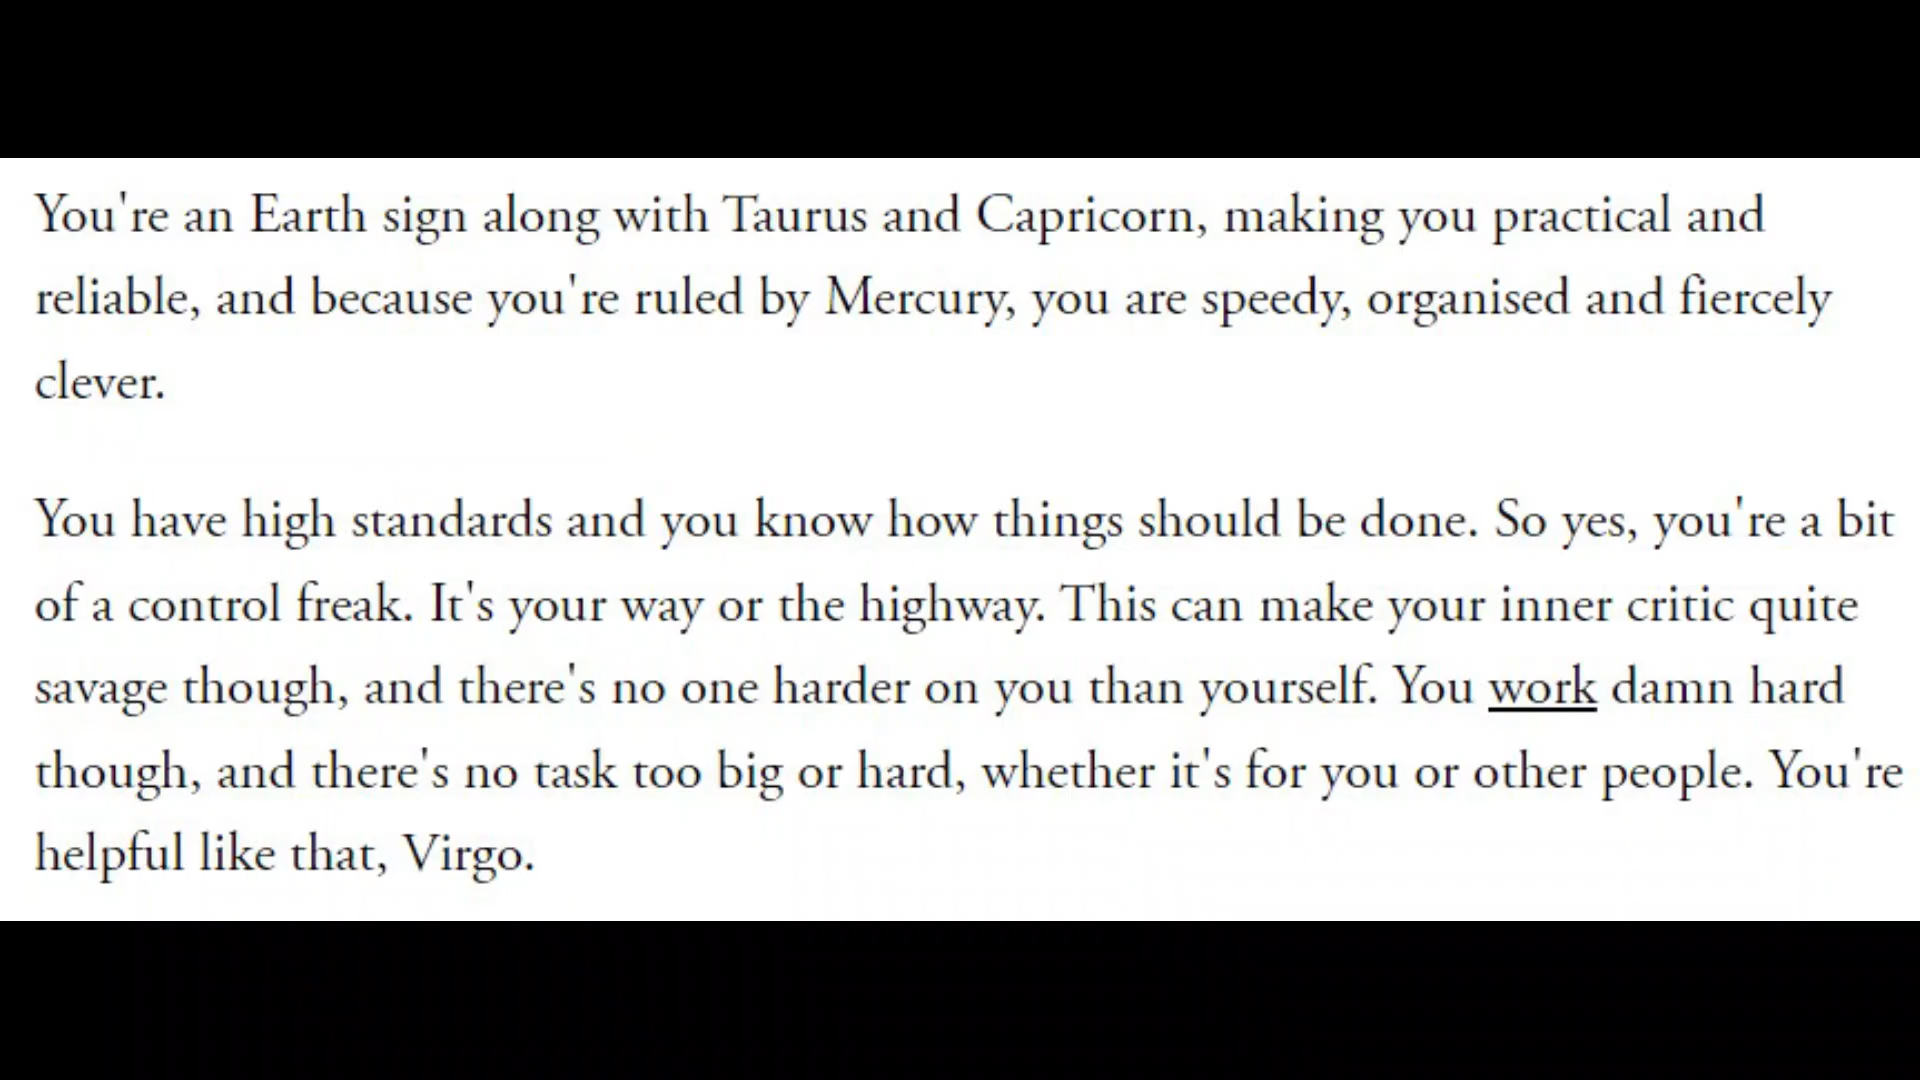 You're an Earth sign along with Taurus and Capricorn, making you practical and
reliable, and because you're ruled by Mercury, you are speedy, organised and fiercely
clever.
You have high standards and you know how things should be done. So yes, you're a bit
of a control freak. It's your way or the highway. This can make your inner critic quite
savage though, and there's no one harder on you than yourself. You work damn hard
though, and there's no task too big or hard, whether it's for you or other people. You're
helpful like that, Virgo.